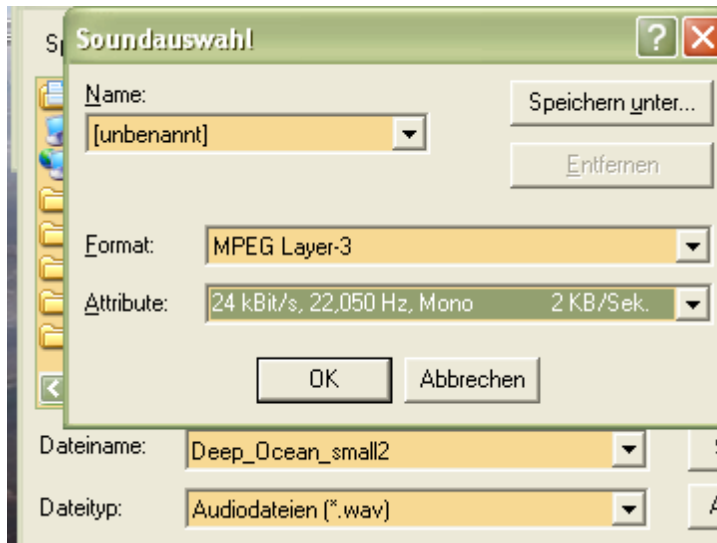 Soundauswahl
Name:
[unbenannt]
Speichern unter...
Entfernen
Format:
MPEG Layer-3
Attribute:
24 kBit/s, 22,050 Hz, Mono 2 KB/Sek.
OK
Abbrechen
Dateiname:
Deep_Ocean_small2
Dateityp:
Audiodateien (*.wav)